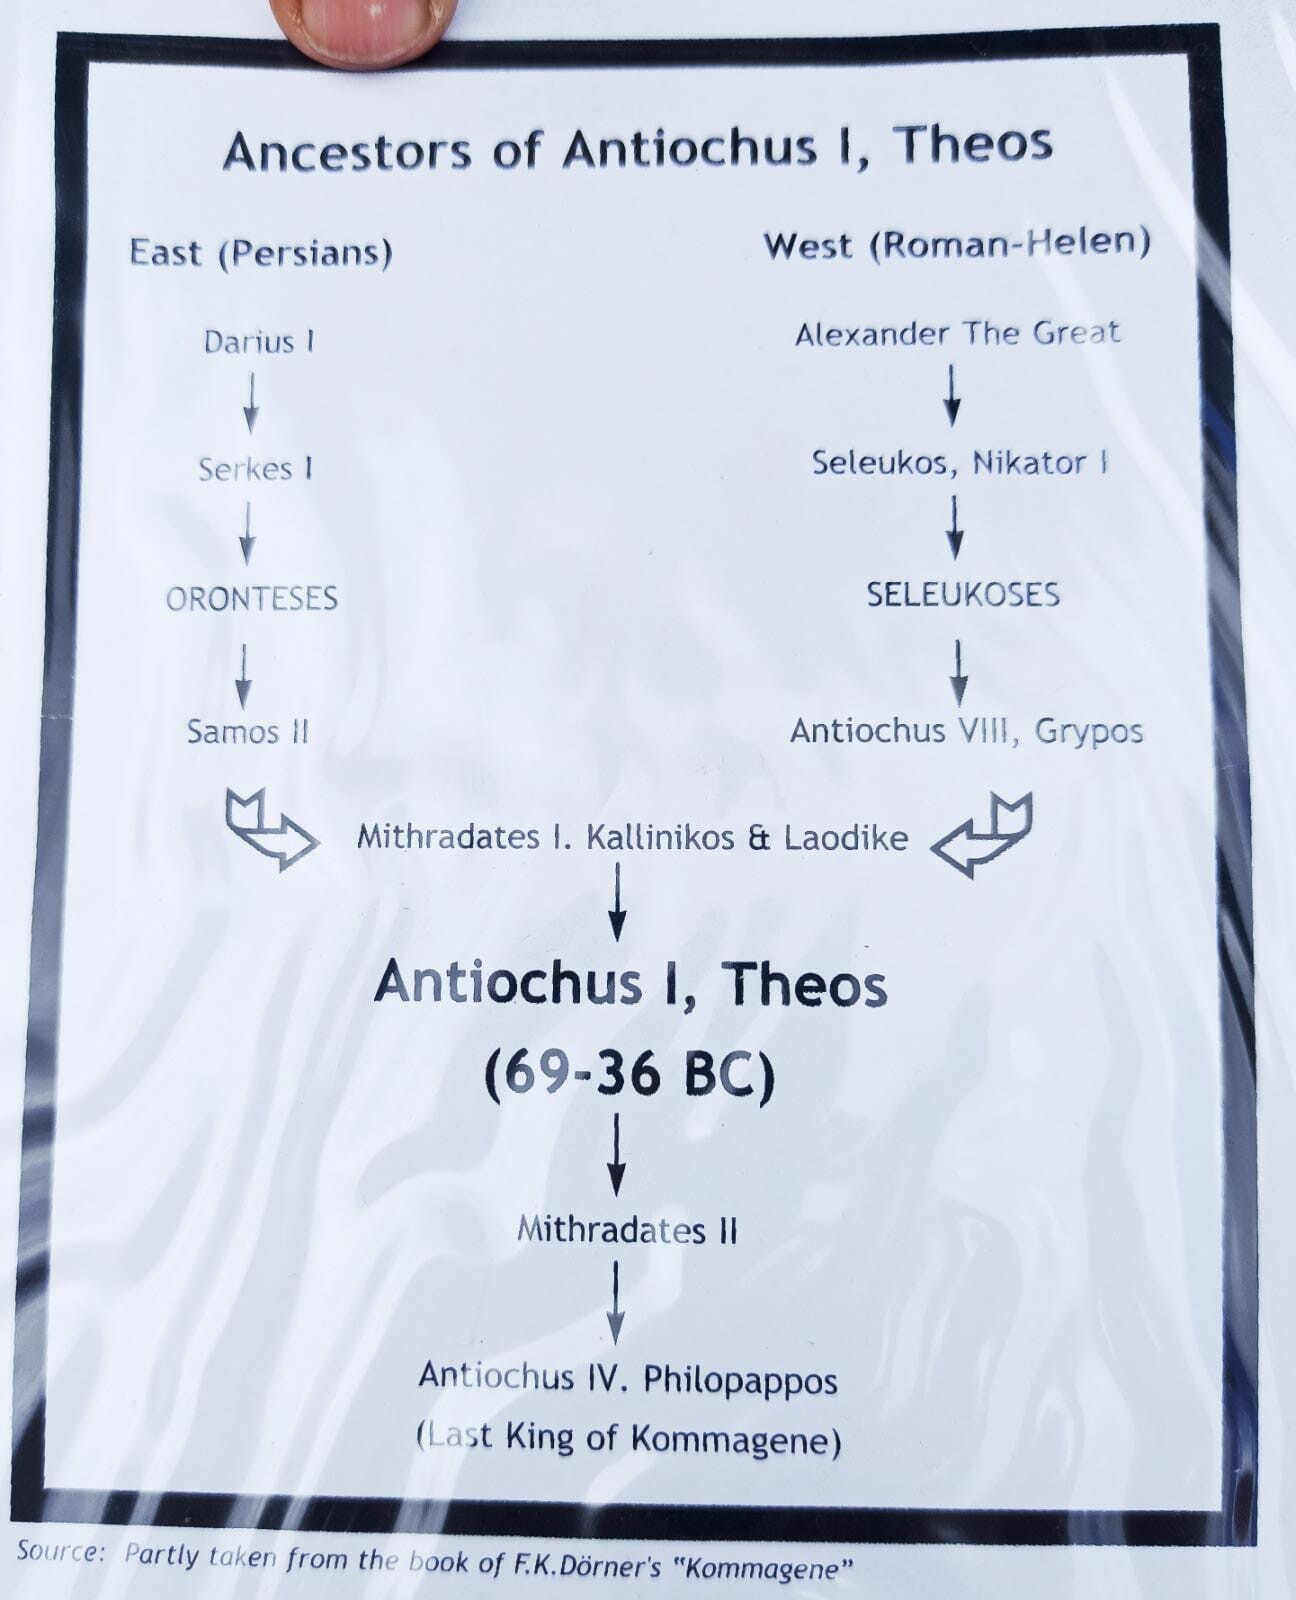 Ancestors of Antiochus I, Theos
East (Persians)
West (Roman-Helen)
Darius I
Alexander The Great
Serkes I
Seleukos, Nikator I
ORONTESES
SELEUKOSES
Samos II
Antiochus VIII, Grypos
Mithradates I. Kallinikos & Laodike
Antiochus I, Theos
(69-36 BC)
Mithradates II
Antiochus IV. Philopappos
(Last King of Kommagene)
Source: Partly taken from the book of F.K.Dörner's "Kommagene"